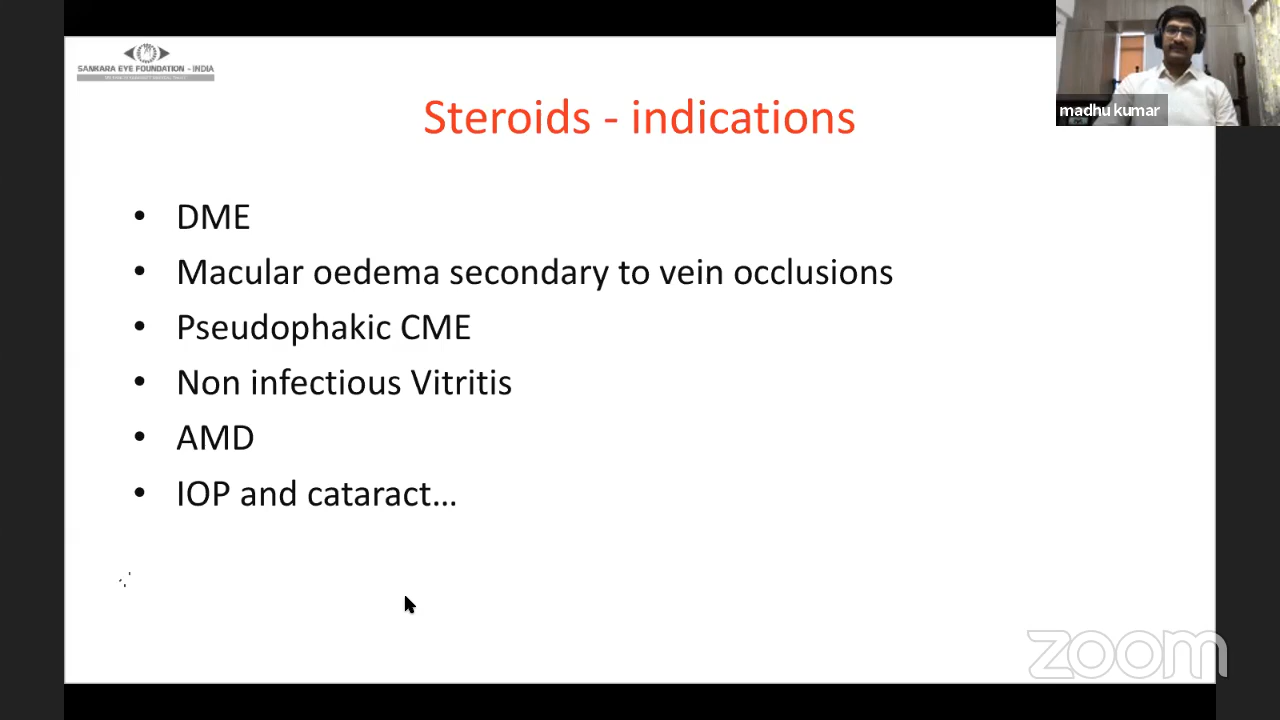 SANKARA EYE FOUNDATION - INDIA
madhu kumar
Steroids - indications
• DME
• Macular oedema secondary to vein occlusions
• Pseudophakic CME
• Non infectious Vitritis
• AMD
• IOP and cataract...
zoom